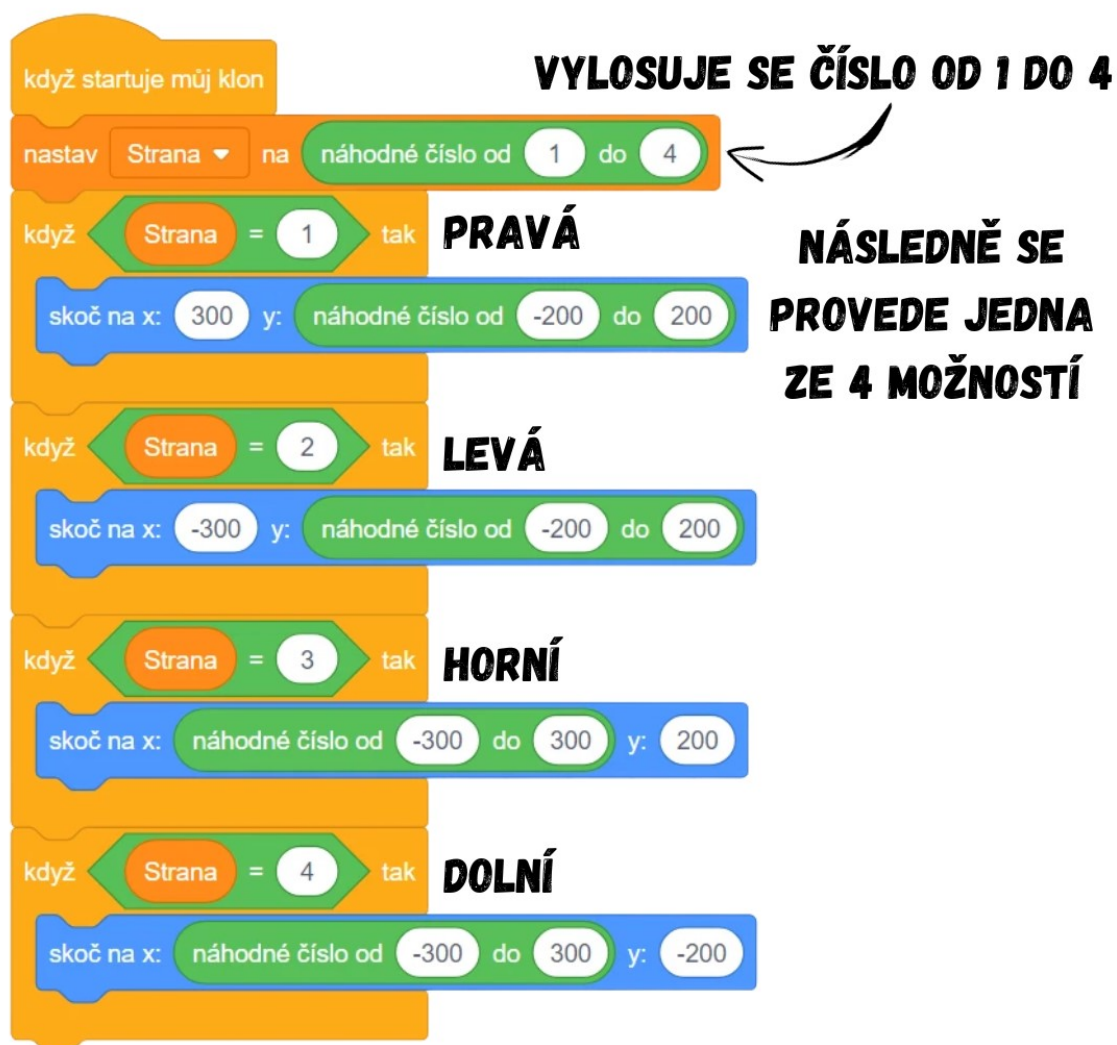 když startuje můj klon
VYLOSUJE SE ČÍSLO OD 1 DO 4
nastav Strana na náhodné číslo od 1 do 4
když Strana = 1 tak PRAVÁ
NÁSLEDNĚ SE
PROVEDE JEDNA
ZE 4 MOŽNOSTÍ
skoč na x: 300 y: náhodné číslo od -200 do 200
když Strana = 2 tak LEVÁ
skoč na x: -300 y: náhodné číslo od -200 do 200
když Strana = 3 tak HORNÍ
skoč na x: náhodné číslo od -300 do 300 y: 200
když Strana = 4 tak DOLNÍ
skoč na x: náhodné číslo od -300 do 300 y: -200